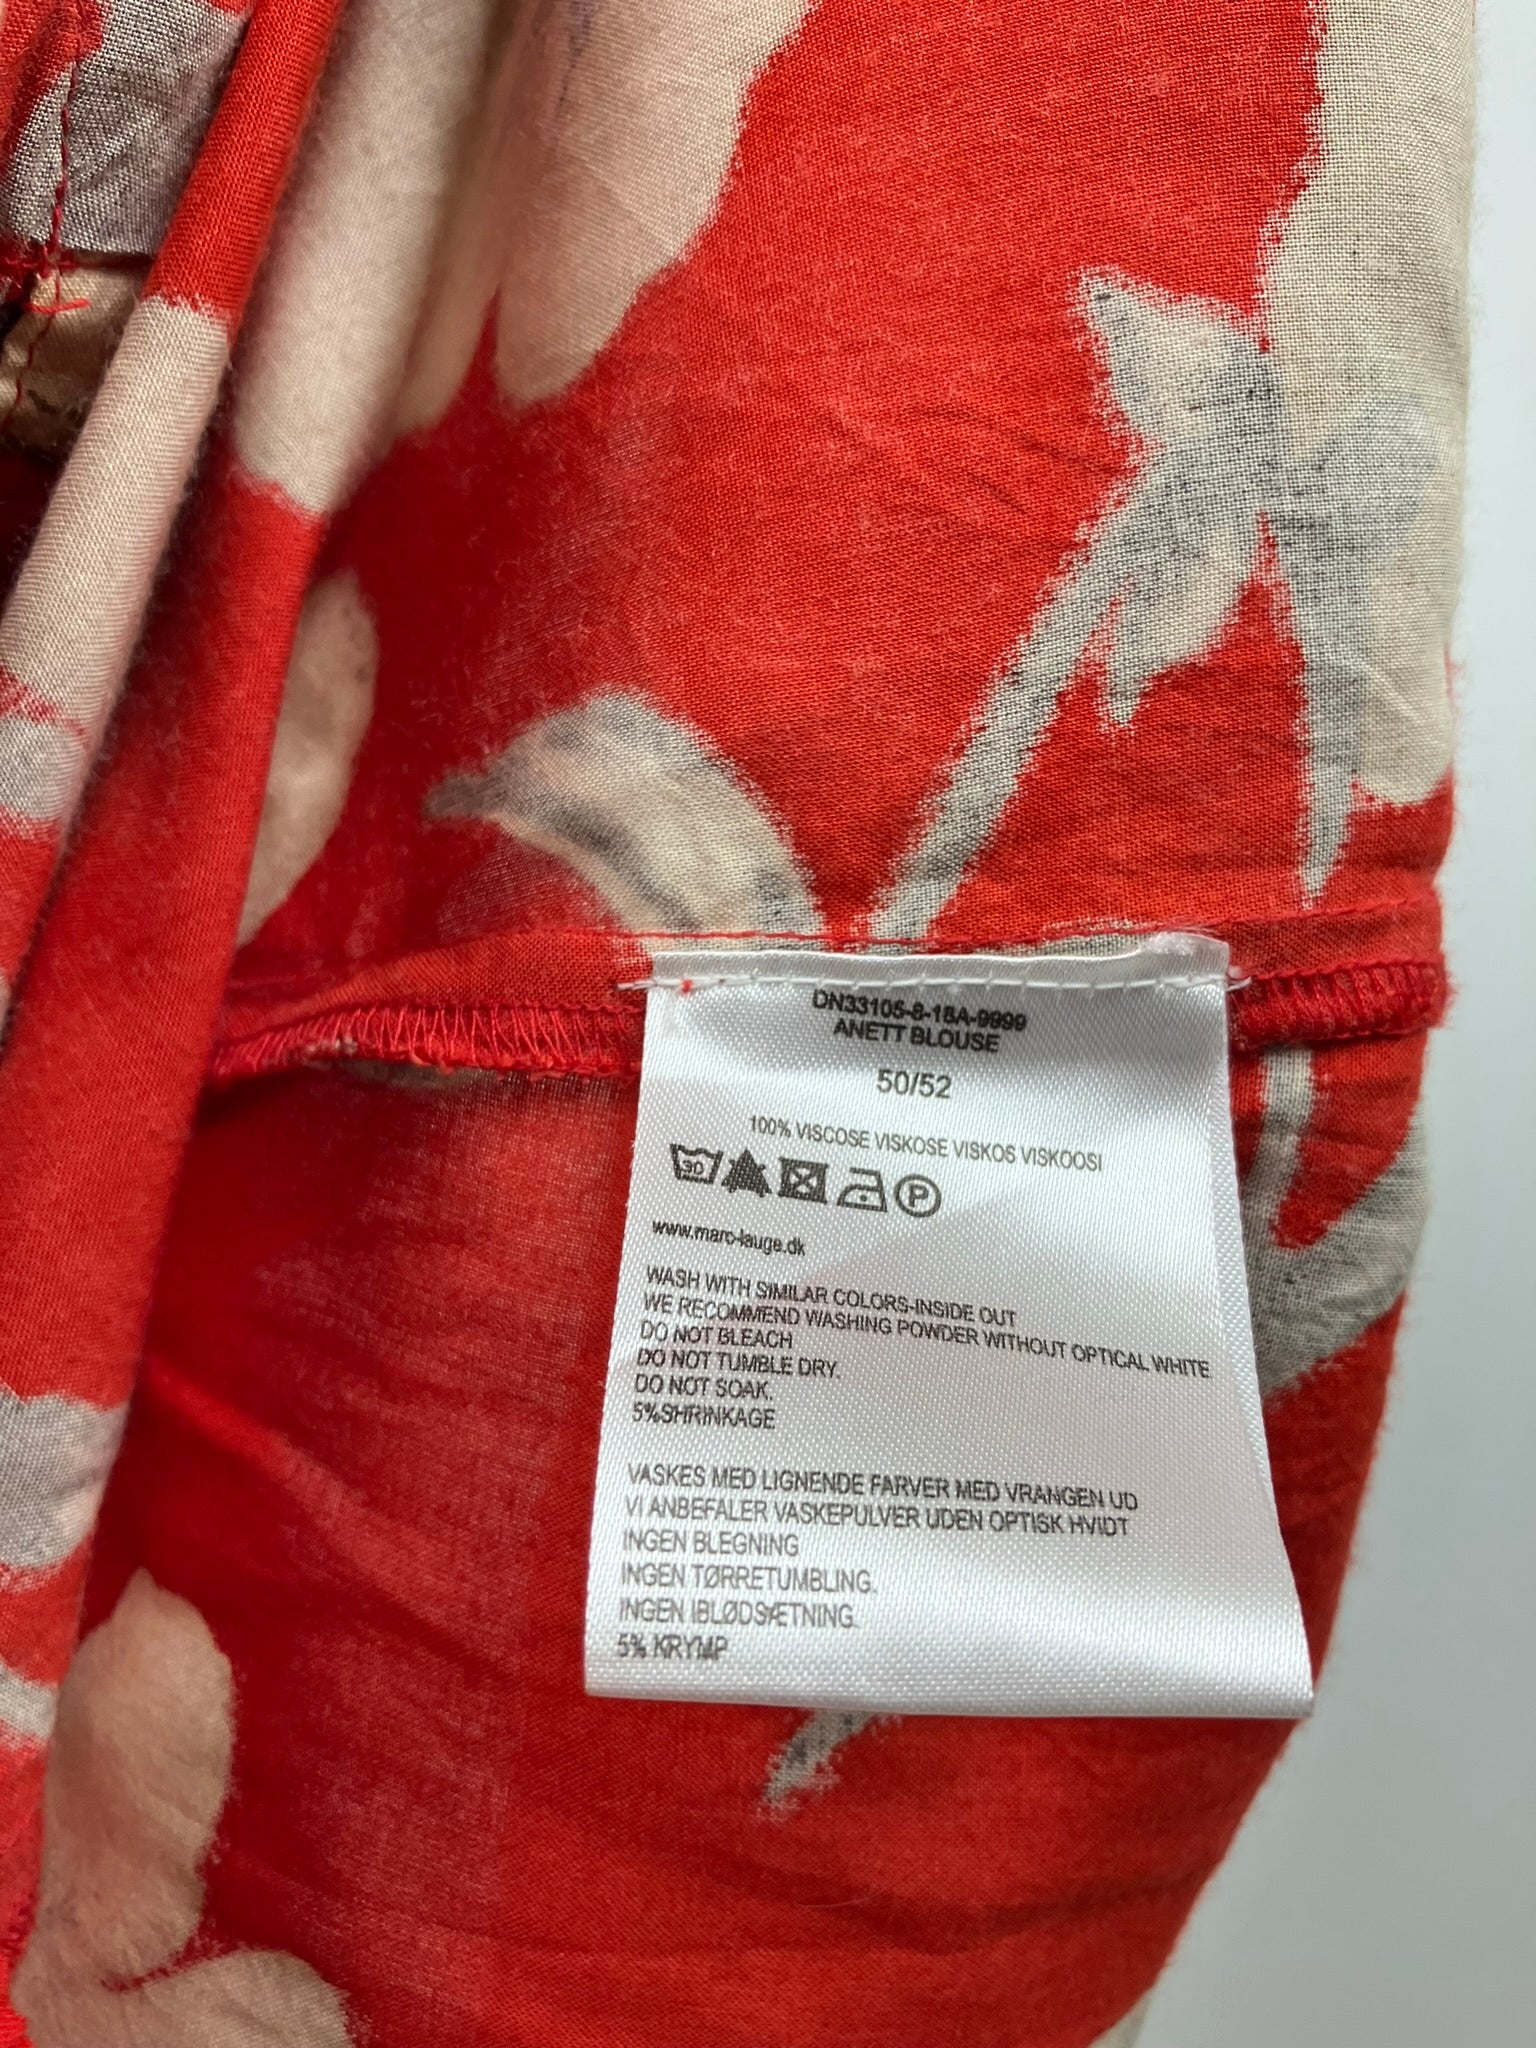 DN33105-8-18A-9999
ANETT BLOUSE
50/52
100% VISCOSE VISKOSE VISKOS VISKOOSI
30 P
www.marc-lauge.dk
WASH WITH SIMILAR COLORS-INSIDE OUT
WE RECOMMEND WASHING POWDER WITHOUT OPTICAL WHITE
DO NOT BLEACH
DO NOT TUMBLE DRY.
DO NOT SOAK.
5%SHRINKAGE
VASKES MED LIGNENDE FARVER MED VRANGEN UD
VI ANBEFALER VASKEPULVER UDEN OPTISK HVIDT
INGEN BLEGNING
INGEN TØRRETUMBLING.
INGEN IBLØDSÆTNING.
5% KRYMP